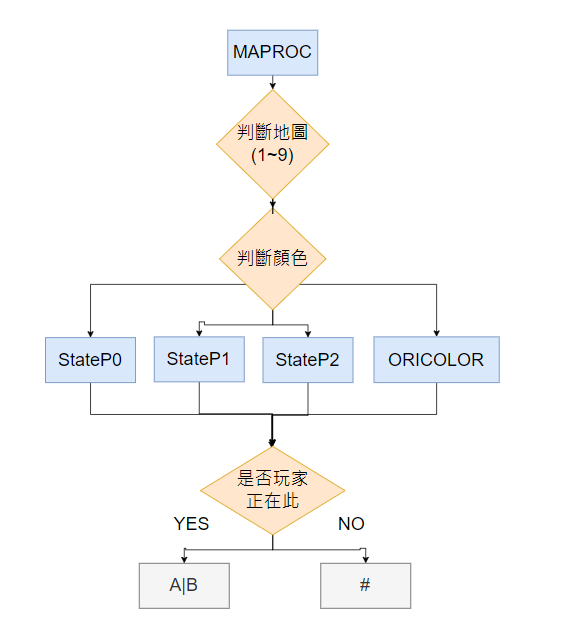 MAPROC
判斷地圖
(1~9)
判斷顏色
StateP0
StateP1
StateP2
ORICOLOR
是否玩家
正在此
YES
NO
A|B
#